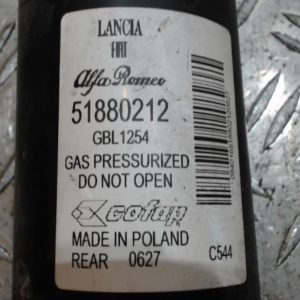 LANCIA
FIAT
Alfa Romeo
51880212
GBL1254
GAS PRESSURIZED
DO NOT OPEN
cofap
MADE IN POLAND
REAR 0627 C544